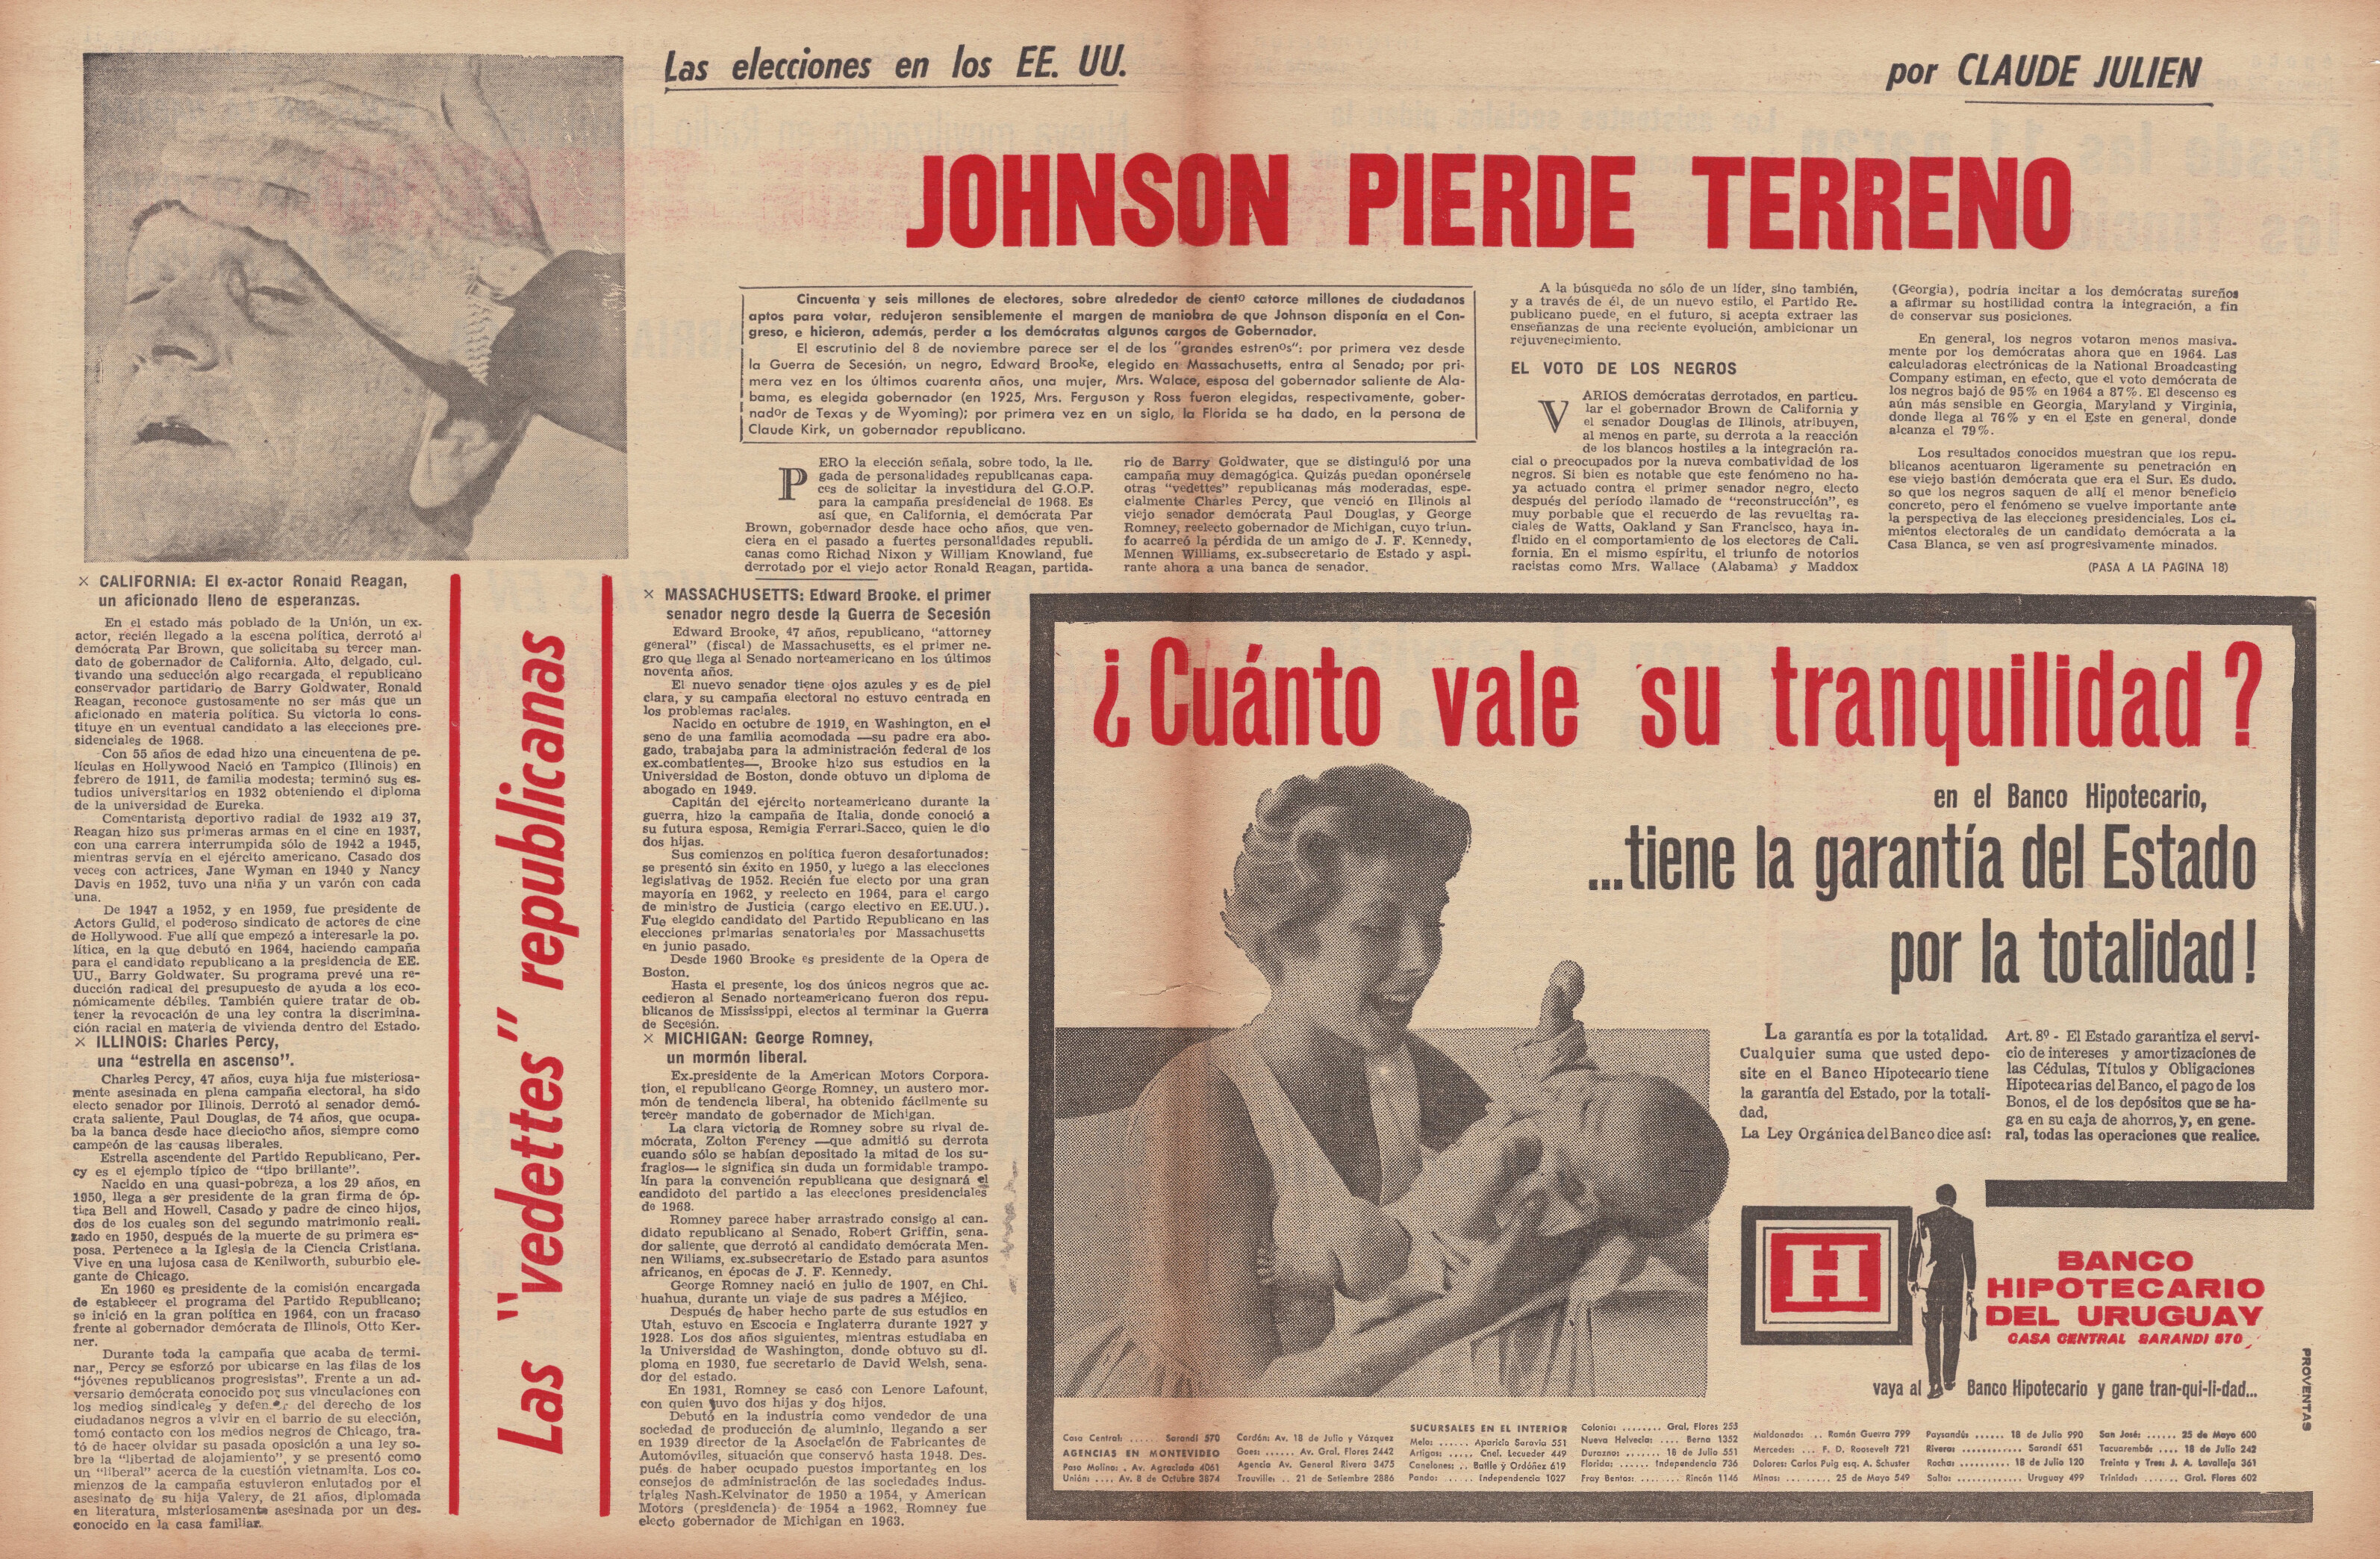 Las elecciones en los EE. UU.
por CLAUDE JULIEN
JOHNSON PIERDE TERRENO
Cincuenta y seis millones de electores, sobre alrededor de ciento catorce millones de ciudadanos
aptos para votar, redujeron sensiblemente el margen de maniobra de que Johnson disponía en el Con-
greso, e hicieron, además, perder a los demócratas algunos cargos de Gobernador.
El escrutinio del 8 de noviembre parece ser el de los "grandes estrenos": por primera vez desde
la Guerra de Secesión, un negro, Edward Brooke, elegido en Massachusetts, entra al Senado; por pri-
mera vez en los últimos cuarenta años, una mujer, Mrs. Walace, esposa del gobernador saliente de Ala-
bama, es elegida gobernador (en 1925, Mrs. Ferguson y Ross fueron elegidas, respectivamente, gober-
nador de Texas y de Wyoming); por primera vez en un siglo, la Florida se ha dado, en la persona de
Claude Kirk, un gobernador republicano.
PERO la elección señala, sobre todo, la lle-
gada de personalidades republicanas capa-
ces de solicitar la investidura del G.O.P.
para la campaña presidencial de 1968. Es
así que, en California, el demócrata Par
Brown, gobernador desde hace ocho años, que ven-
ciera en el pasado a fuertes personalidades republi-
canas como Richad Nixon y William Knowland, fue
derrotado por el viejo actor Ronald Reagan, partida-
rio de Barry Goldwater, que se distinguió por una
campaña muy demagógica. Quizás puedan oponérsele
otras "vedettes" republicanas más moderadas, espe-
cialmente Charles Percy, que venció en Illinois al
viejo senador demócrata Paul Douglas, y George
Romney, reelecto gobernador de Michigan, cuyo triun-
fo acarreó la pérdida de un amigo de J. F. Kennedy,
Mennen Williams, ex-subsecretario de Estado y aspi-
rante ahora a una banca de senador.
A la búsqueda no sólo de un líder, sino también,
y a través de él, de un nuevo estilo, el Partido Re-
publicano puede, en el futuro, si acepta extraer las
enseñanzas de una reciente evolución, ambicionar un
rejuvenecimiento.
EL VOTO DE LOS NEGROS
VARIOS demócratas derrotados, en particu-
lar el gobernador Brown de California y
el senador Douglas de Illinois, atribuyen,
al menos en parte, su derrota a la reacción
de los blancos hostiles a la integración ra-
cial o preocupados por la nueva combatividad de los
negros. Si bien es notable que este fenómeno no ha-
ya actuado contra el primer senador negro, electo
después del período llamado de "reconstrucción", es
muy porbable que el recuerdo de las revueltas ra-
ciales de Watts, Oakland y San Francisco, haya in-
fluido en el comportamiento de los electores de Cali-
fornia. En el mismo espíritu, el triunfo de notorios
racistas como Mrs. Wallace (Alabama) y Maddox
(Georgia), podría incitar a los demócratas sureños
a afirmar su hostilidad contra la integración, a fin
de conservar sus posiciones.
En general, los negros votaron menos masiva-
mente por los demócratas ahora que en 1964. Las
calculadoras electrónicas de la National Broadcasting
Company estiman, en efecto, que el voto demócrata de
los negros bajó de 95% en 1964 a 87%. El descenso es
aún más sensible en Georgia, Maryland y Virginia,
donde llega al 76% y en el Este en general, donde
alcanza el 79%.
Los resultados conocidos muestran que los repu-
blicanos acentuaron ligeramente su penetración en
ese viejo bastión demócrata que era el Sur. Es dudo-
so que los negros saquen de allí el menor beneficio
concreto, pero el fenómeno se vuelve importante ante
la perspectiva de las elecciones presidenciales. Los ci-
mientos electorales de un candidato demócrata a la
Casa Blanca, se ven así progresivamente minados.
(PASA A LA PAGINA 18)
× CALIFORNIA: El ex-actor Ronald Reagan,
un aficionado lleno de esperanzas.
En el estado más poblado de la Unión, un ex-
actor, recién llegado a la escena política, derrotó al
demócrata Par Brown, que solicitaba su tercer man-
dato de gobernador de California. Alto, delgado, cul-
tivando una seducción algo recargada, el republicano
conservador partidario de Barry Goldwater, Ronald
Reagan, reconoce gustosamente no ser más que un
aficionado en materia política. Su victoria lo cons-
tituye en un eventual candidato a las elecciones pre-
sidenciales de 1968.
Con 55 años de edad hizo una cincuentena de pe-
lículas en Hollywood Nació en Tampico (Illinois) en
febrero de 1911, de familia modesta; terminó sus es-
tudios universitarios en 1932 obteniendo el diploma
de la universidad de Eureka.
Comentarista deportivo radial de 1932 a19 37,
Reagan hizo sus primeras armas en el cine en 1937,
con una carrera interrumpida sólo de 1942 a 1945,
mientras servía en el ejército americano. Casado dos
veces con actrices, Jane Wyman en 1940 y Nancy
Davis en 1952, tuvo una niña y un varón con cada
una.
De 1947 a 1952, y en 1959, fue presidente de
Actors Guild, el poderoso sindicato de actores de cine
de Hollywood. Fue allí que empezó a interesarle la po-
lítica, en la que debutó en 1964, haciendo campaña
para el candidato republicano a la presidencia de EE.
UU., Barry Goldwater. Su programa prevé una re-
ducción radical del presupuesto de ayuda a los eco-
nómicamente débiles. También quiere tratar de ob-
tener la revocación de una ley contra la discrimina-
ción racial en materia de vivienda dentro del Estado.
× ILLINOIS: Charles Percy,
una "estrella en ascenso".
Charles Percy, 47 años, cuya hija fue misteriosa-
mente asesinada en plena campaña electoral, ha sido
electo senador por Illinois. Derrotó al senador demó-
crata saliente, Paul Douglas, de 74 años, que ocupa-
ba la banca desde hace dieciocho años, siempre como
campeón de las causas liberales.
Estrella ascendente del Partido Republicano, Per-
cy es el ejemplo típico de "tipo brillante".
Nacido en una quasi-pobreza, a los 29 años, en
1950, llega a ser presidente de la gran firma de óp-
tica Bell and Howell. Casado y padre de cinco hijos,
dos de los cuales son del segundo matrimonio reali-
zado en 1950, después de la muerte de su primera es-
posa. Pertenece a la Iglesia de la Ciencia Cristiana.
Vive en una lujosa casa de Kenilworth, suburbio ele-
gante de Chicago.
En 1960 es presidente de la comisión encargada
de establecer el programa del Partido Republicano;
se inició en la gran política en 1964, con un fracaso
frente al gobernador demócrata de Illinois, Otto Ker-
ner.
Durante toda la campaña que acaba de termi-
nar., Percy se esforzó por ubicarse en las filas de los
"jóvenes republicanos progresistas". Frente a un ad-
versario demócrata conocido por sus vinculaciones con
los medios sindicales y del derecho de los
ciudadanos negros a vivir en el barrio de su elección,
tomó contacto con los medios negros de Chicago, tra-
tó de hacer olvidar su pasada oposición a una ley so-
bre la "libertad de alojamiento", y se presentó como
un "liberal" acerca de la cuestión vietnamita. Los co-
mienzos de la campaña estuvieron enlutados por el
asesinato de su hija Valery, de 21 años, diplomada
en literatura, misteriosamente asesinada por un des-
conocido en la casa familiar.
Las "vedettes" republicanas
× MASSACHUSETTS: Edward Brooke. el primer
senador negro desde la Guerra de Secesión
Edward Brooke, 47 años, republicano, "attorney
general" (fiscal) de Massachusetts, es el primer ne-
gro que llega al Senado norteamericano en los últimos
noventa años.
El nuevo senador tiene ojos azules y es de piel
clara, y su campaña electoral no estuvo centrada en
los problemas raciales.
Nacido en octubre de 1919, en Washington, en el
seno de una familia acomodada —su padre era abo-
gado, trabajaba para la administración federal de los
ex-combatientes—, Brooke hizo sus estudios en la
Universidad de Boston, donde obtuvo un diploma de
abogado en 1949.
Capitán del ejército norteamericano durante la
guerra, hizo la campaña de Italia, donde conoció a
su futura esposa, Remigia Ferrari-Sacco, quien le dio
dos hijas.
Sus comienzos en política fueron desafortunados:
se presentó sin éxito en 1950, y luego a las elecciones
legislativas de 1952. Recién fue electo por una gran
mayoría en 1962, y reelecto en 1964, para el cargo
de ministro de Justicia (cargo electivo en EE.UU.).
Fue elegido candidato del Partido Republicano en las
elecciones primarias senatoriales por Massachusetts
en junio pasado.
Desde 1960 Brooke es presidente de la Opera de
Boston.
Hasta el presente, los dos únicos negros que ac-
cedieron al Senado norteamericano fueron dos repu-
blicanos de Mississippi, electos al terminar la Guerra
de Secesión.
× MICHIGAN: George Romney,
un mormón liberal.
Ex-presidente de la American Motors Corpora-
tion, el republicano George Romney, un austero mor-
món de tendencia liberal, ha obtenido fácilmente su
tercer mandato de gobernador de Michigan.
La clara victoria de Romney sobre su rival de-
mócrata, Zolton Ferency —que admitió su derrota
cuando sólo se habían depositado la mitad de los su-
fragios— le significa sin duda un formidable trampo-
lín para la convención republicana que designará el
candidoto del partido a las elecciones presidenciales
de 1968.
Romney parece haber arrastrado consigo al can-
didato republicano al Senado, Robert Griffin, sena-
dor saliente, que derrotó al candidato demócrata Men-
nen Wiliams, ex-subsecretario de Estado para asuntos
africanos, en épocas de J. F. Kennedy.
George Romney nació en julio de 1907, en Chi-
huahua, durante un viaje de sus padres a Méjico.
Después de haber hecho parte de sus estudios en
Utah, estuvo en Escocia e Inglaterra durante 1927 y
1928. Los dos años siguientes, mientras estudiaba en
la Universidad de Washington, donde obtuvo su di-
ploma en 1930, fue secretario de David Welsh, sena-
dor del estado.
En 1931, Romney se casó con Lenore Lafount,
con quien tuvo dos hijas y dos hijos.
Debutó en la industria como vendedor de una
sociedad de producción de aluminio, llegando a ser
en 1939 director de la Asociación de Fabricantes de
Automóviles, situación que conservó hasta 1948. Des-
pués de haber ocupado puestos importantes en los
consejos de administración de las sociedades indus-
triales Nash-Kelvinator de 1950 a 1954, y American
Motors (presidencia) de 1954 a 1962, Romney fue
electo gobernador de Michigan en 1963.
¿Cuánto vale su tranquilidad?
en el Banco Hipotecario,
...tiene la garantía del Estado
por la totalidad!
La garantía es por la totalidad.
Cualquier suma que usted depo-
site en el Banco Hipotecario tiene
la garantía del Estado, por la totali-
dad,
La Ley Orgánica del Banco dice así:
Art. 8º - El Estado garantiza el servi-
cio de intereses y amortizaciones de
las Cédulas, Títulos y Obligaciones
Hipotecarias del Banco, el pago de los
Bonos, el de los depósitos que se ha-
ga en su caja de ahorros, y, en gene-
ral, todas las operaciones que realice.
H
BANCO
HIPOTECARIO
DEL URUGUAY
CASA CENTRAL SARANDI 570
vaya al Banco Hipotecario y gane tran-qui-li-dad...
PROVENTAS
Casa Central: ...... Sarandí 570
AGENCIAS EN MONTEVIDEO
Paso Molino: . Av. Agraciada 4061
Unión: .... Av. 8 de Octubre 3874
Cordón: Av. 18 de Julio y Vázquez
Goes: ...... Av. Gral. Flores 2442
Agencia Av. General Rivera 3475
Trouville: .. 21 de Setiembre 2886
SUCURSALES EN EL INTERIOR
Melo: ...... Aparicio Saravia 551
Artigas: .... Cnel. Lecueder 449
Canelones: .. Batlle y Ordóñez 619
Pando: ...... Independencia 1027
Colonia: ........ Gral. Flores 255
Nueva Helvecia: .... Berna 1352
Durazno: ........ 18 de Julio 551
Florida: ...... Independencia 736
Fray Bentos: ...... Rincón 1146
Maldonado: .. Ramón Guerra 799
Mercedes: ... F. D. Roosevelt 721
Dolores: Carlos Puig esq. A. Schuster
Minas: ........ 25 de Mayo 549
Paysandú: ...... 18 de Julio 990
Rivera: ............ Sarandí 651
Rocha: .......... 18 de Julio 120
Salto: ............ Uruguay 499
San José: ...... 25 de Mayo 600
Tacuarembó: .... 18 de Julio 242
Treinta y Tres: J. A. Lavalleja 361
Trinidad: ...... Gral. Flores 602